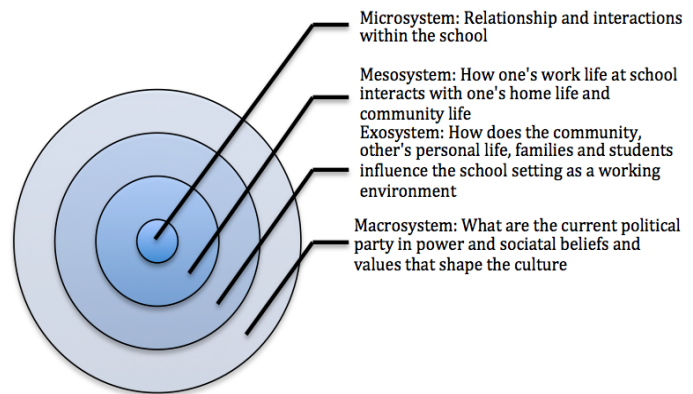 Microsystem: Relationship and interactions
within the school
Mesosystem: How one's work life at school
interacts with one's home life and
community life
Exosystem: How does the community,
other's personal life, families and students
influence the school setting as a working
environment
Macrosystem: What are the current political
party in power and sociatal beliefs and
values that shape the culture